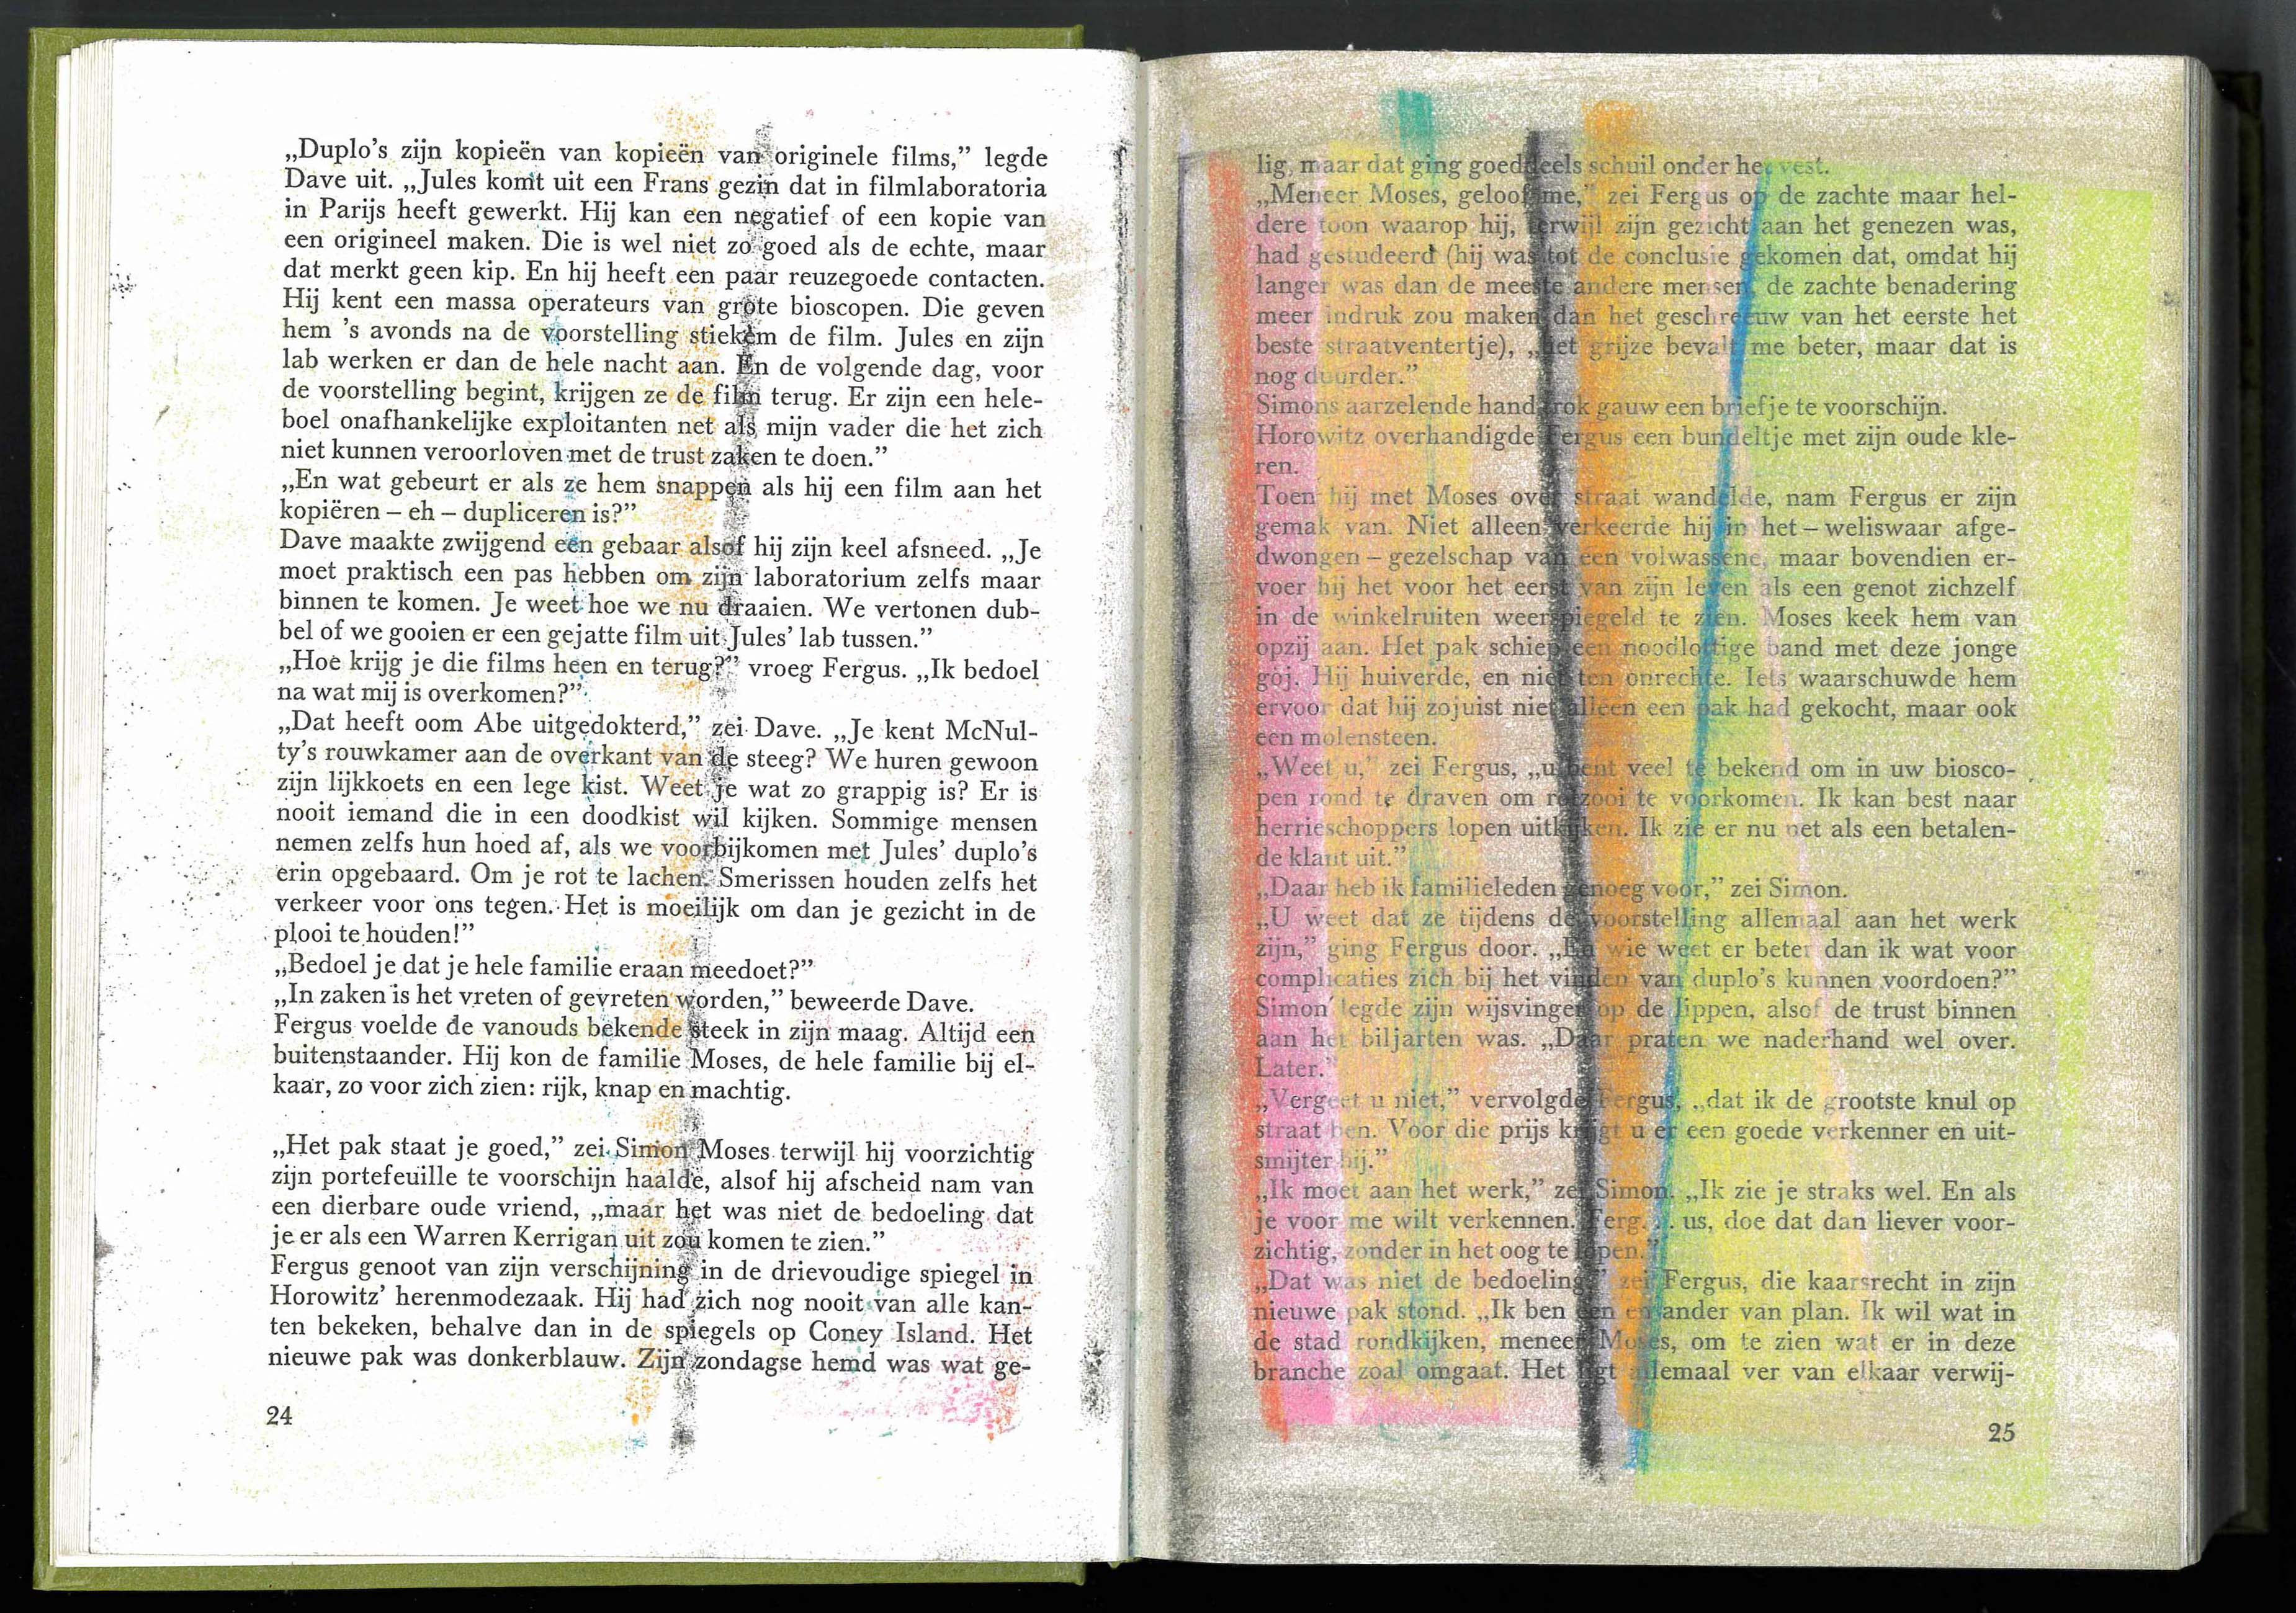 „Duplo’s zijn kopieën van kopieën van originele films,” legde
Dave uit. „Jules komt uit een Frans gezin dat in filmlaboratoria
in Parijs heeft gewerkt. Hij kan een negatief of een kopie van
een origineel maken. Die is wel niet zo goed als de echte, maar
dat merkt geen kip. En hij heeft een paar reuzegoede contacten.
Hij kent een massa operateurs van grote bioscopen. Die geven
hem ’s avonds na de voorstelling stiekem de film. Jules en zijn
lab werken er dan de hele nacht aan. En de volgende dag, voor
de voorstelling begint, krijgen ze de film terug. Er zijn een hele-
boel onafhankelijke exploitanten net als mijn vader die het zich
niet kunnen veroorloven met de trust zaken te doen.”
„En wat gebeurt er als ze hem snappen als hij een film aan het
kopiëren – eh – dupliceren is?”
Dave maakte zwijgend een gebaar alsof hij zijn keel afsneed. „Je
moet praktisch een pas hebben om zijn laboratorium zelfs maar
binnen te komen. Je weet hoe we nu draaien. We vertonen dub-
bel of we gooien er een gejatte film uit Jules’ lab tussen.”
„Hoe krijg je die films heen en terug?” vroeg Fergus. „Ik bedoel
na wat mij is overkomen?”
„Dat heeft oom Abe uitgedokterd,” zei Dave. „Je kent McNul-
ty’s rouwkamer aan de overkant van de steeg? We huren gewoon
zijn lijkkoets en een lege kist. Weet je wat zo grappig is? Er is
nooit iemand die in een doodkist wil kijken. Sommige mensen
nemen zelfs hun hoed af, als we voorbijkomen met Jules’ duplo’s
erin opgebaard. Om je rot te lachen. Smerissen houden zelfs het
verkeer voor ons tegen. Het is moeilijk om dan je gezicht in de
plooi te houden!”
„Bedoel je dat je hele familie eraan meedoet?”
„In zaken is het vreten of gevreten worden,” beweerde Dave.
Fergus voelde de vanouds bekende steek in zijn maag. Altijd een
buitenstaander. Hij kon de familie Moses, de hele familie bij el-
kaar, zo voor zich zien: rijk, knap en machtig.
„Het pak staat je goed,” zei Simon Moses terwijl hij voorzichtig
zijn portefeuille te voorschijn haalde, alsof hij afscheid nam van
een dierbare oude vriend, „maar het was niet de bedoeling dat
je er als een Warren Kerrigan uit zou komen te zien.”
Fergus genoot van zijn verschijning in de drievoudige spiegel in
Horowitz’ herenmodezaak. Hij had zich nog nooit van alle kan-
ten bekeken, behalve dan in de spiegels op Coney Island. Het
nieuwe pak was donkerblauw. Zijn zondagse hemd was wat ge-
24
lig, maar dat ging goeddeels schuil onder het vest.
„Meneer Moses, geloof me,” zei Fergus op de zachte maar hel-
dere toon waarop hij, terwijl zijn gezicht aan het genezen was,
had gestudeerd (hij was tot de conclusie gekomen dat, omdat hij
langer was dan de meeste andere mensen, de zachte benadering
meer indruk zou maken dan het geschreeuw van het eerste het
beste straatventertje), „het grijze bevalt me beter, maar dat is
nog duurder.”
Simons aarzelende hand trok gauw een briefje te voorschijn.
Horowitz overhandigde Fergus een bundeltje met zijn oude kle-
ren.
Toen hij met Moses over straat wandelde, nam Fergus er zijn
gemak van. Niet alleen verkeerde hij in het – weliswaar afge-
dwongen – gezelschap van een volwassene, maar bovendien er-
voer hij het voor het eerst van zijn leven als een genot zichzelf
in de winkelruiten weerspiegeld te zien. Moses keek hem van
opzij aan. Het pak schiep een noodlottige band met deze jonge
goj. Hij huiverde, en niet ten onrechte. Iets waarschuwde hem
ervoor dat hij zojuist niet alleen een pak had gekocht, maar ook
een molensteen.
„Weet u,” zei Fergus, „u bent veel te bekend om in uw biosco-
pen rond te draven om rotzooi te voorkomen. Ik kan best naar
herrieschoppers lopen uitkijken. Ik zie er nu net als een betalen-
de klant uit.”
„Daar heb ik familieleden genoeg voor,” zei Simon.
„U weet dat ze tijdens de voorstelling allemaal aan het werk
zijn,” ging Fergus door. „En wie weet er beter dan ik wat voor
complicaties zich bij het vinden van duplo’s kunnen voordoen?”
Simon legde zijn wijsvinger op de lippen, alsof de trust binnen
aan het biljarten was. „Daar praten we naderhand wel over.
Later.”
„Vergeet u niet,” vervolgde Fergus, „dat ik de grootste knul op
straat ben. Voor die prijs krijgt u er een goede verkenner en uit-
smijter bij.”
„Ik moet aan het werk,” zei Simon. „Ik zie je straks wel. En als
je voor me wilt verkennen. Ferg. . . us, doe dat dan liever voor-
zichtig, zonder in het oog te lopen.”
„Dat was niet de bedoeling,” zei Fergus, die kaarsrecht in zijn
nieuwe pak stond. „Ik ben een en ander van plan. Ik wil wat in
de stad rondkijken, meneer Moses, om te zien wat er in deze
branche zoal omgaat. Het ligt allemaal ver van elkaar verwij-
25